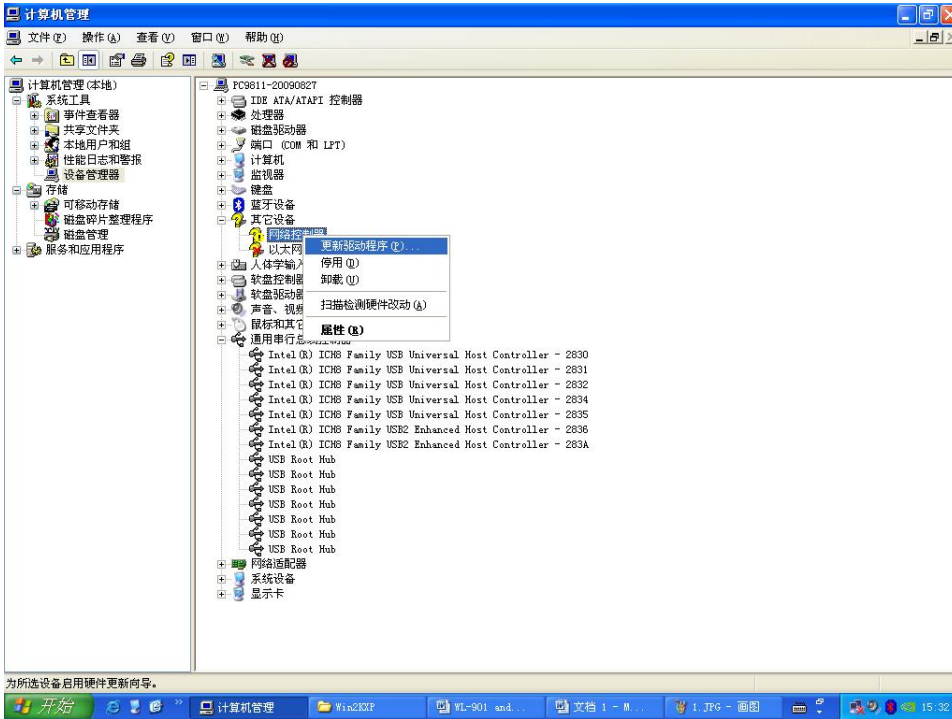 计算机管理
文件(F) 操作(A) 查看(V) 窗口(W) 帮助(H)
计算机管理(本地)
系统工具
事件查看器
共享文件夹
本地用户和组
性能日志和警报
设备管理器
存储
可移动存储
磁盘碎片整理程序
磁盘管理
服务和应用程序
PC9811-20090827
IDE ATA/ATAPI 控制器
处理器
磁盘驱动器
端口 (COM 和 LPT)
计算机
监视器
键盘
蓝牙设备
其它设备
网络控制器
以太网
人体学输入
软盘控制器
软盘驱动器
声音、视频
鼠标和其它
通用串行总线控制器
更新驱动程序(P)...
停用(D)
卸载(U)
扫描检测硬件改动(A)
属性(R)
Intel(R) ICH8 Family USB Universal Host Controller - 2830
Intel(R) ICH8 Family USB Universal Host Controller - 2831
Intel(R) ICH8 Family USB Universal Host Controller - 2832
Intel(R) ICH8 Family USB Universal Host Controller - 2834
Intel(R) ICH8 Family USB Universal Host Controller - 2835
Intel(R) ICH8 Family USB2 Enhanced Host Controller - 2836
Intel(R) ICH8 Family USB2 Enhanced Host Controller - 283A
USB Root Hub
USB Root Hub
USB Root Hub
USB Root Hub
USB Root Hub
USB Root Hub
USB Root Hub
网络适配器
系统设备
显示卡
为所选设备启用硬件更新向导。
开始 计算机管理 Win2KXP WL-901 and... 文档 1 - M... 1.JPG - 画图 15:32